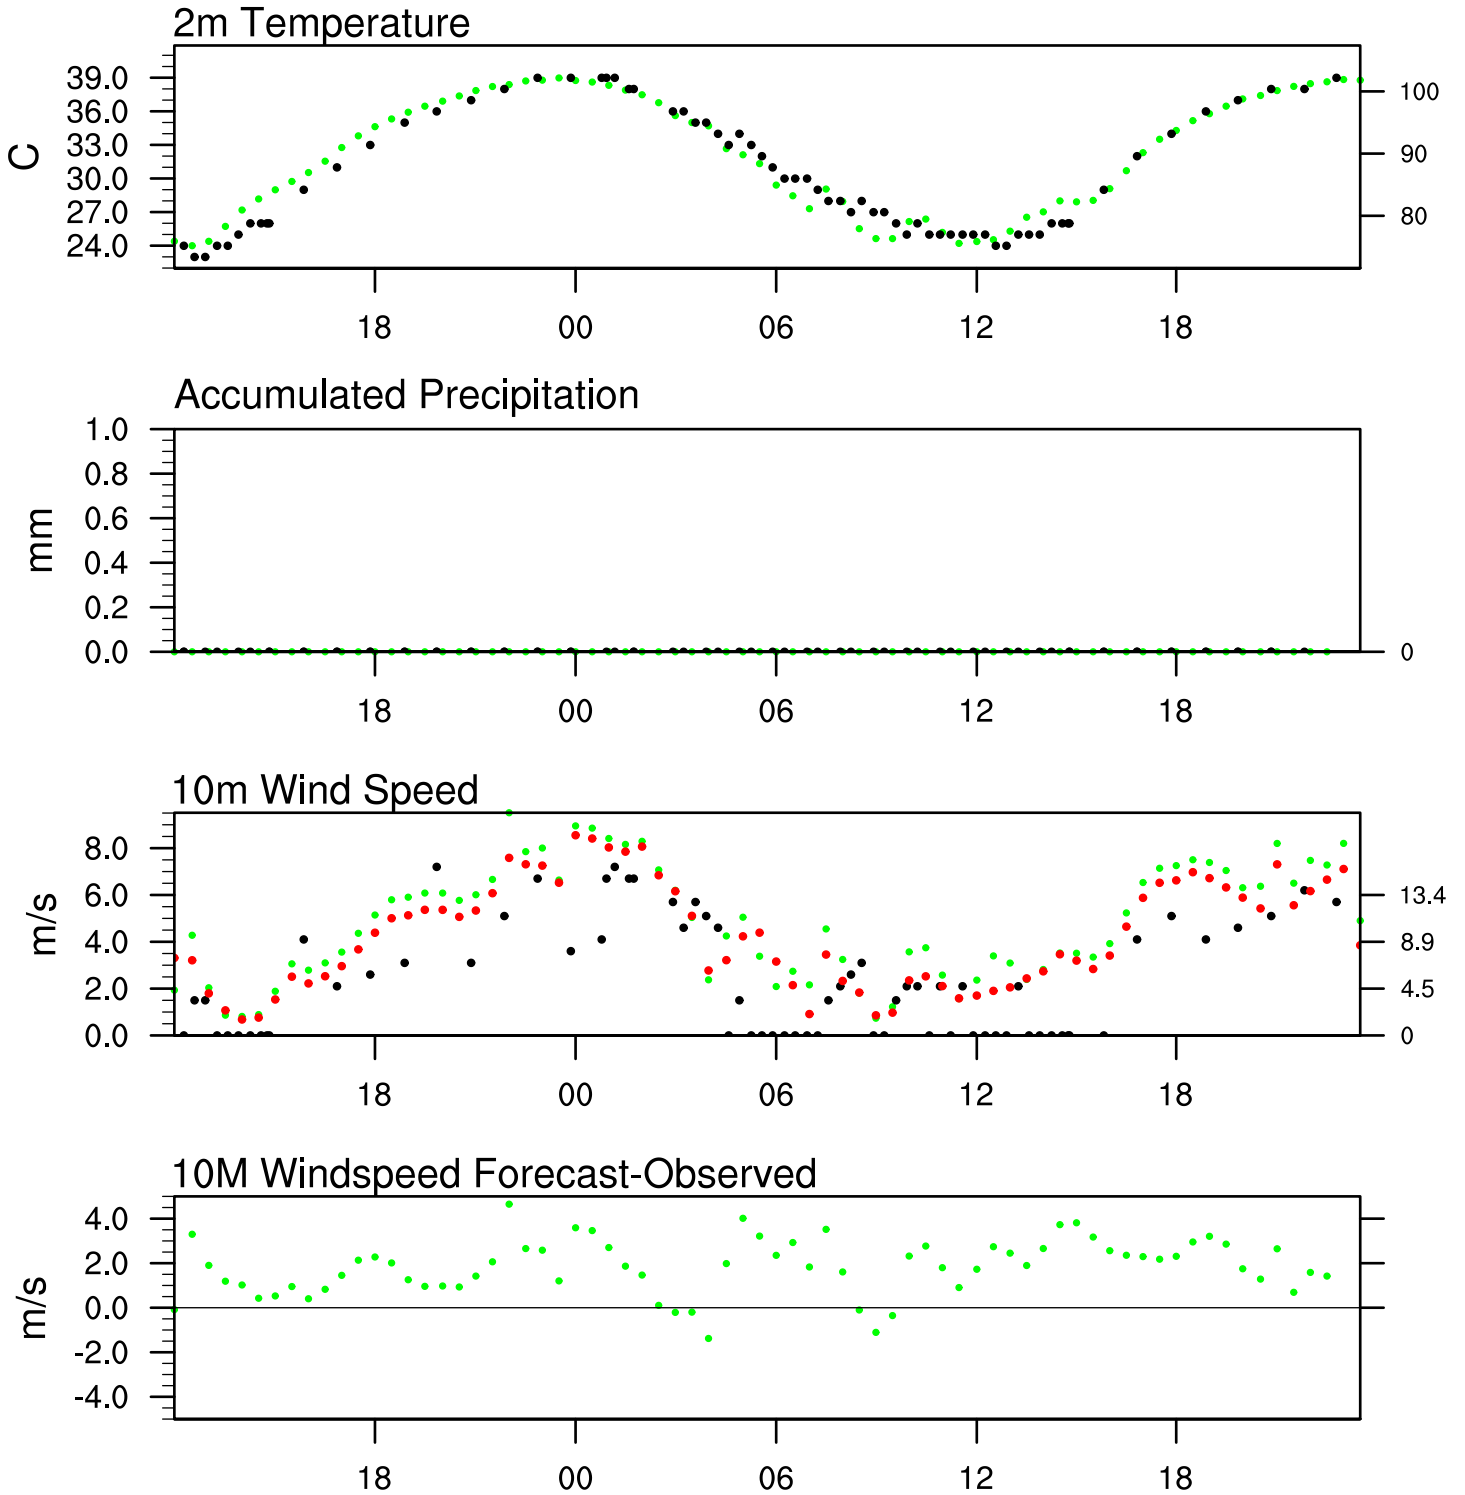 2m Temperature
39.0
36.0
33.0
30.0
27.0
24.0
C
100
90
80
18 00 06 12 18
Accumulated Precipitation
1.0
0.8
0.6
0.4
0.2
0.0
mm
0
18 00 06 12 18
10m Wind Speed
8.0
6.0
4.0
2.0
0.0
m/s
13.4
8.9
4.5
0
18 00 06 12 18
10M Windspeed Forecast-Observed
4.0
2.0
0.0
-2.0
-4.0
m/s
18 00 06 12 18